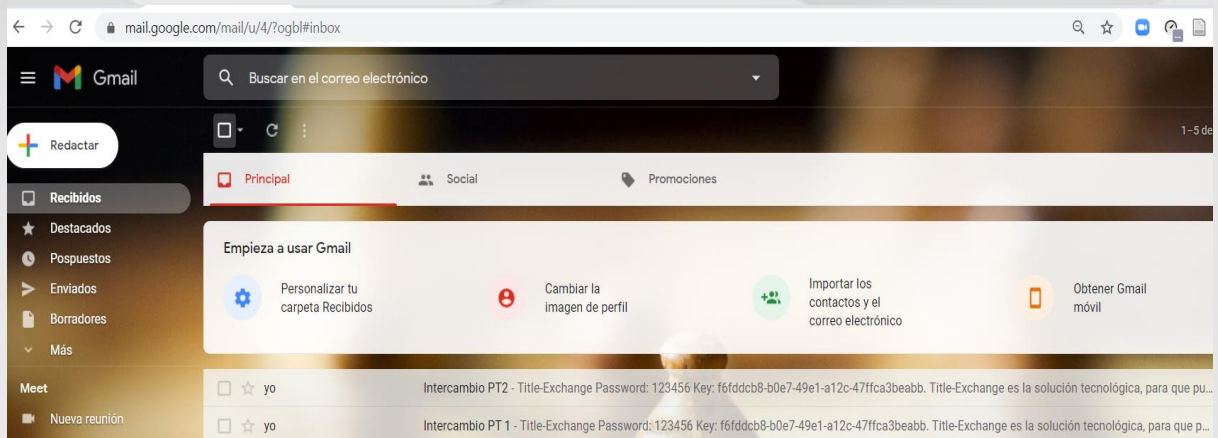 mail.google.com/mail/u/4/?ogbl#inbox
Gmail
Buscar en el correo electrónico
Redactar
1–5 de
Principal
Social
Promociones
Recibidos
Destacados
Pospuestos
Enviados
Borradores
Más
Empieza a usar Gmail
Personalizar tu
carpeta Recibidos
Cambiar la
imagen de perfil
Importar los
contactos y el
correo electrónico
Obtener Gmail
móvil
Meet
Nueva reunión
yo Intercambio PT2 - Title-Exchange Password: 123456 Key: f6fddcb8-b0e7-49e1-a12c-47ffca3beabb. Title-Exchange es la solución tecnológica, para que pu...
yo Intercambio PT 1 - Title-Exchange Password: 123456 Key: f6fddcb8-b0e7-49e1-a12c-47ffca3beabb. Title-Exchange es la solución tecnológica, para que p...